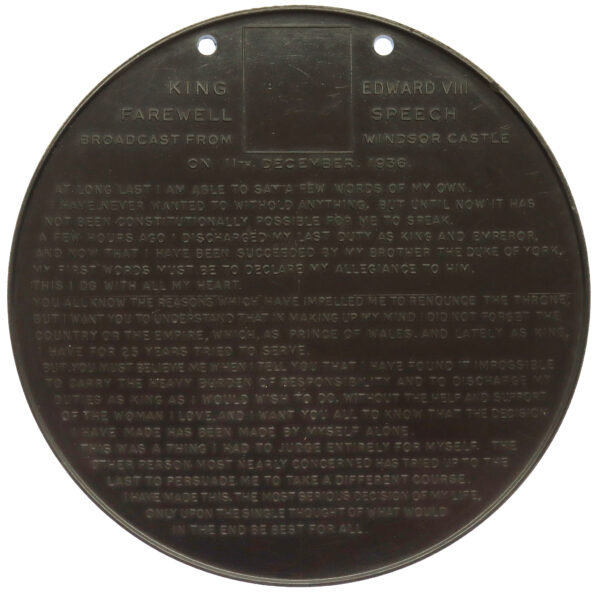 KING EDWARD VIII
FAREWELL SPEECH
BROADCAST FROM WINDSOR CASTLE
ON 11TH DECEMBER. 1936.
AT LONG LAST I AM ABLE TO SAY A FEW WORDS OF MY OWN.
I HAVE NEVER WANTED TO WITHOLD ANYTHING, BUT UNTIL NOW IT HAS
NOT BEEN CONSTITUTIONALLY POSSIBLE FOR ME TO SPEAK.
A FEW HOURS AGO I DISCHARGED MY LAST DUTY AS KING AND EMPEROR,
AND NOW THAT I HAVE BEEN SUCCEEDED BY MY BROTHER THE DUKE OF YORK,
MY FIRST WORDS MUST BE TO DECLARE MY ALLEGIANCE TO HIM.
THIS I DO WITH ALL MY HEART.
YOU ALL KNOW THE REASONS WHICH HAVE IMPELLED ME TO RENOUNCE THE THRONE,
BUT I WANT YOU TO UNDERSTAND THAT IN MAKING UP MY MIND I DID NOT FORGET THE
COUNTRY OR THE EMPIRE, WHICH, AS PRINCE OF WALES, AND LATELY AS KING,
I HAVE FOR 25 YEARS TRIED TO SERVE.
BUT YOU MUST BELIEVE ME WHEN I TELL YOU THAT I HAVE FOUND IT IMPOSSIBLE
TO CARRY THE HEAVY BURDEN OF RESPONSIBILITY AND TO DISCHARGE MY
DUTIES AS KING AS I WOULD WISH TO DO, WITHOUT THE HELP AND SUPPORT
OF THE WOMAN I LOVE, AND I WANT YOU ALL TO KNOW THAT THE DECISION
I HAVE MADE HAS BEEN MADE BY MYSELF ALONE.
THIS WAS A THING I HAD TO JUDGE ENTIRELY FOR MYSELF. THE
OTHER PERSON MOST NEARLY CONCERNED HAS TRIED UP TO THE
LAST TO PERSUADE ME TO TAKE A DIFFERENT COURSE.
I HAVE MADE THIS, THE MOST SERIOUS DECISION OF MY LIFE,
ONLY UPON THE SINGLE THOUGHT OF WHAT WOULD
IN THE END BE BEST FOR ALL.